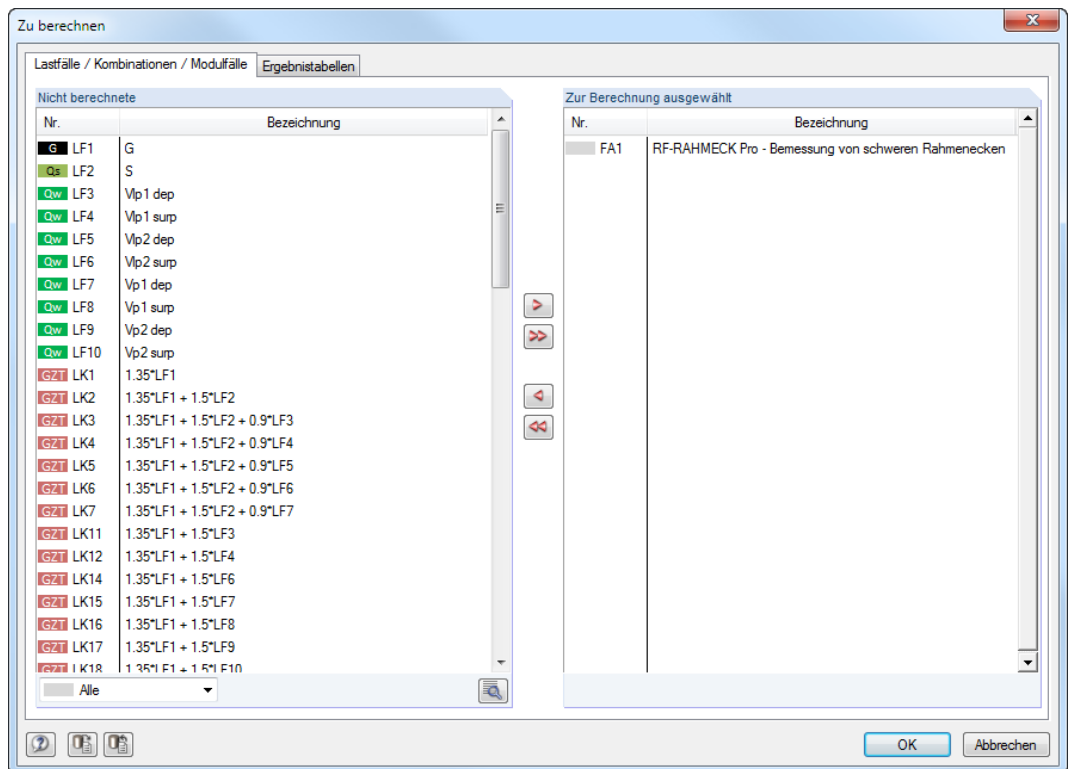 Zu berechnen
Lastfälle / Kombinationen / Modulfälle Ergebnistabellen
Nicht berechnete
Nr. Bezeichnung
G LF1 G
Qs LF2 S
Qw LF3 Vlp1 dep
Qw LF4 Vlp1 surp
Qw LF5 Vlp2 dep
Qw LF6 Vlp2 surp
Qw LF7 Vp1 dep
Qw LF8 Vp1 surp
Qw LF9 Vp2 dep
Qw LF10 Vp2 surp
GZT LK1 1.35*LF1
GZT LK2 1.35*LF1 + 1.5*LF2
GZT LK3 1.35*LF1 + 1.5*LF2 + 0.9*LF3
GZT LK4 1.35*LF1 + 1.5*LF2 + 0.9*LF4
GZT LK5 1.35*LF1 + 1.5*LF2 + 0.9*LF5
GZT LK6 1.35*LF1 + 1.5*LF2 + 0.9*LF6
GZT LK7 1.35*LF1 + 1.5*LF2 + 0.9*LF7
GZT LK11 1.35*LF1 + 1.5*LF3
GZT LK12 1.35*LF1 + 1.5*LF4
GZT LK14 1.35*LF1 + 1.5*LF6
GZT LK15 1.35*LF1 + 1.5*LF7
GZT LK16 1.35*LF1 + 1.5*LF8
GZT LK17 1.35*LF1 + 1.5*LF9
GZT LK18 1.35*LF1 + 1.5*LF10
Alle
Zur Berechnung ausgewählt
Nr. Bezeichnung
FA1 RF-RAHMECK Pro - Bemessung von schweren Rahmenecken
OK Abbrechen